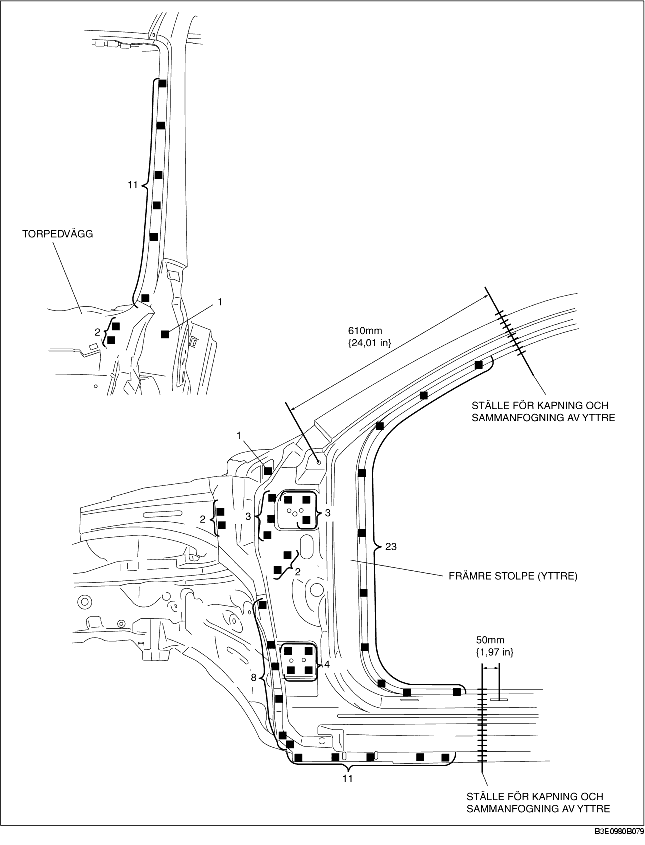 11
TORPEDVÄGG
2
1
610mm
{24,01 in}
STÄLLE FÖR KAPNING OCH
SAMMANFOGNING AV YTTRE
1
2
3
3
23
2
FRÄMRE STOLPE (YTTRE)
50mm
{1,97 in}
4
8
11
STÄLLE FÖR KAPNING OCH
SAMMANFOGNING AV YTTRE
B3E0980B079